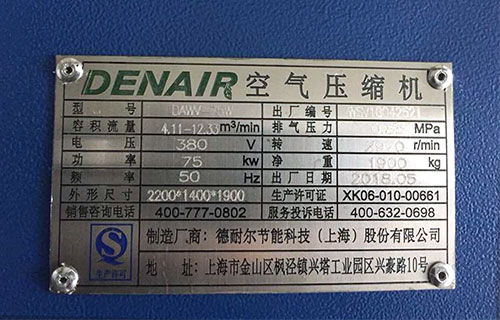 DENAIR 空气压缩机
型 号 出厂编号
容积流量 4.11-12.33 m³/min 排气压力 MPa
电 压 380 V 转 速 r/min
功 率 75 kw 净 重 1900 kg
频 率 50 Hz 出厂日期 2018.05
外形尺寸 2200*1400*1900 生产许可证 XK06-010-00661
销售咨询电话 400-777-0802 服务投诉电话 400-632-0698
生产许可
制造厂商：德耐尔节能科技（上海）股份有限公司
地 址：上海市金山区枫泾镇兴塔工业园区兴豪路10号